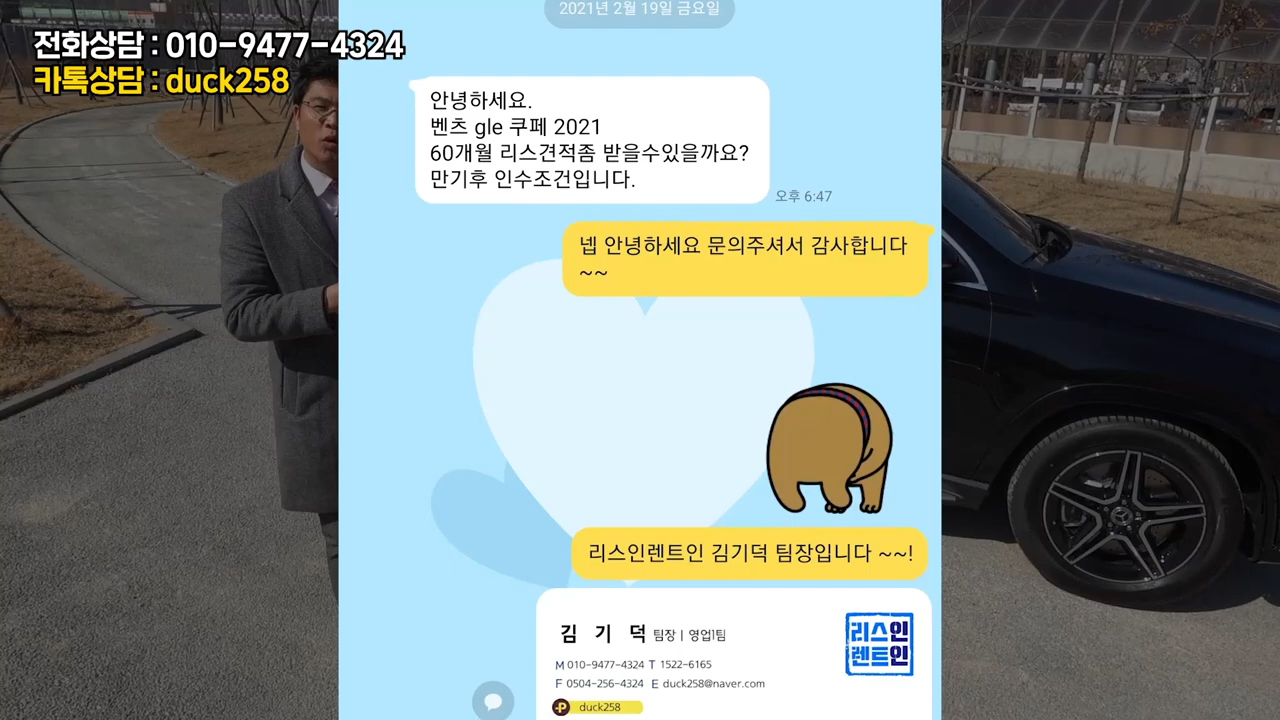 전화상담 : 010-9477-4324
카톡상담 : duck258
2021년 2월 19일 금요일
안녕하세요.
벤츠 gle 쿠페 2021
60개월 리스견적좀 받을수있을까요?
만기후 인수조건입니다.
오후 6:47
넵 안녕하세요 문의주셔서 감사합니다
~~
리스인렌트인 김기덕 팀장입니다 ~~!
김 기 덕 팀장 | 영업1팀
리스인
렌트인
M 010-9477-4324 T 1522-6165
F 0504-256-4324 E duck258@naver.com
P duck258